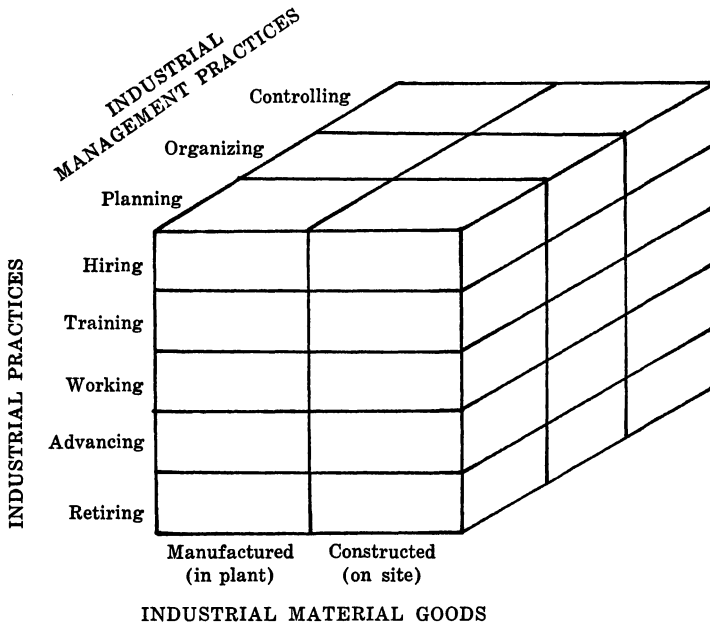 INDUSTRIAL
MANAGEMENT PRACTICES
Controlling
Organizing
Planning
INDUSTRIAL PRACTICES
Hiring
Training
Working
Advancing
Retiring
Manufactured
(in plant)
Constructed
(on site)
INDUSTRIAL MATERIAL GOODS